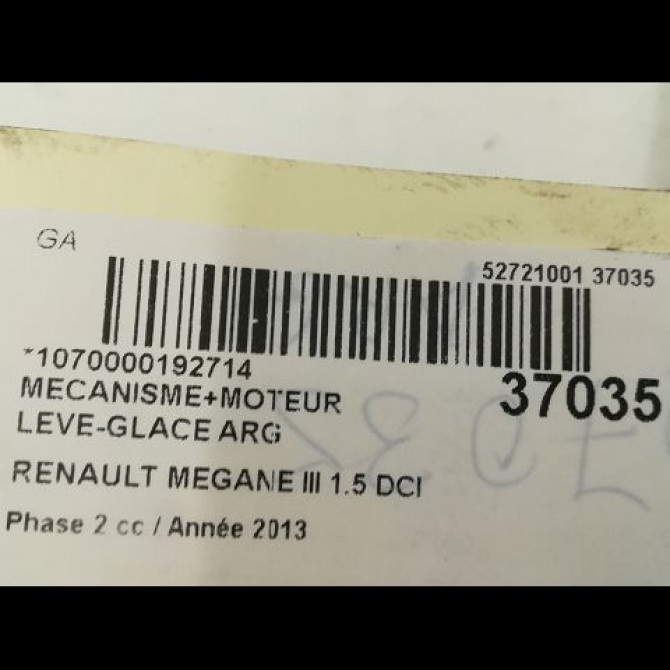 GA
52721001 37035
*1070000192714
37035
MECANISME+MOTEUR
LEVE-GLACE ARG
RENAULT MEGANE III 1.5 DCI
Phase 2 cc / Année 2013